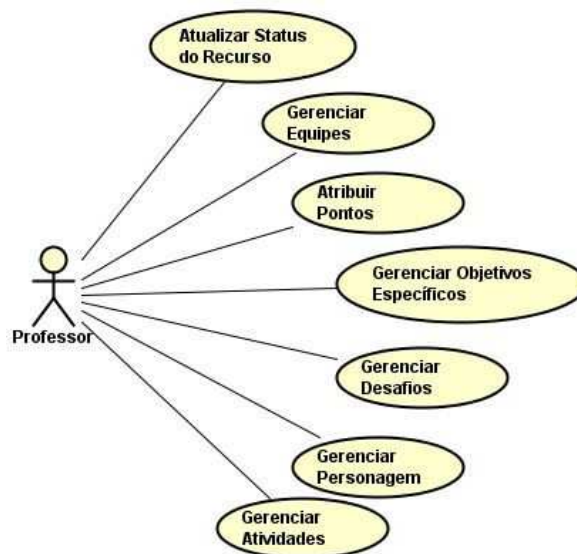 Atualizar Status
do Recurso
Gerenciar
Equipes
Atribuir
Pontos
Gerenciar Objetivos
Específicos
Professor
Gerenciar
Desafios
Gerenciar
Personagem
Gerenciar
Atividades